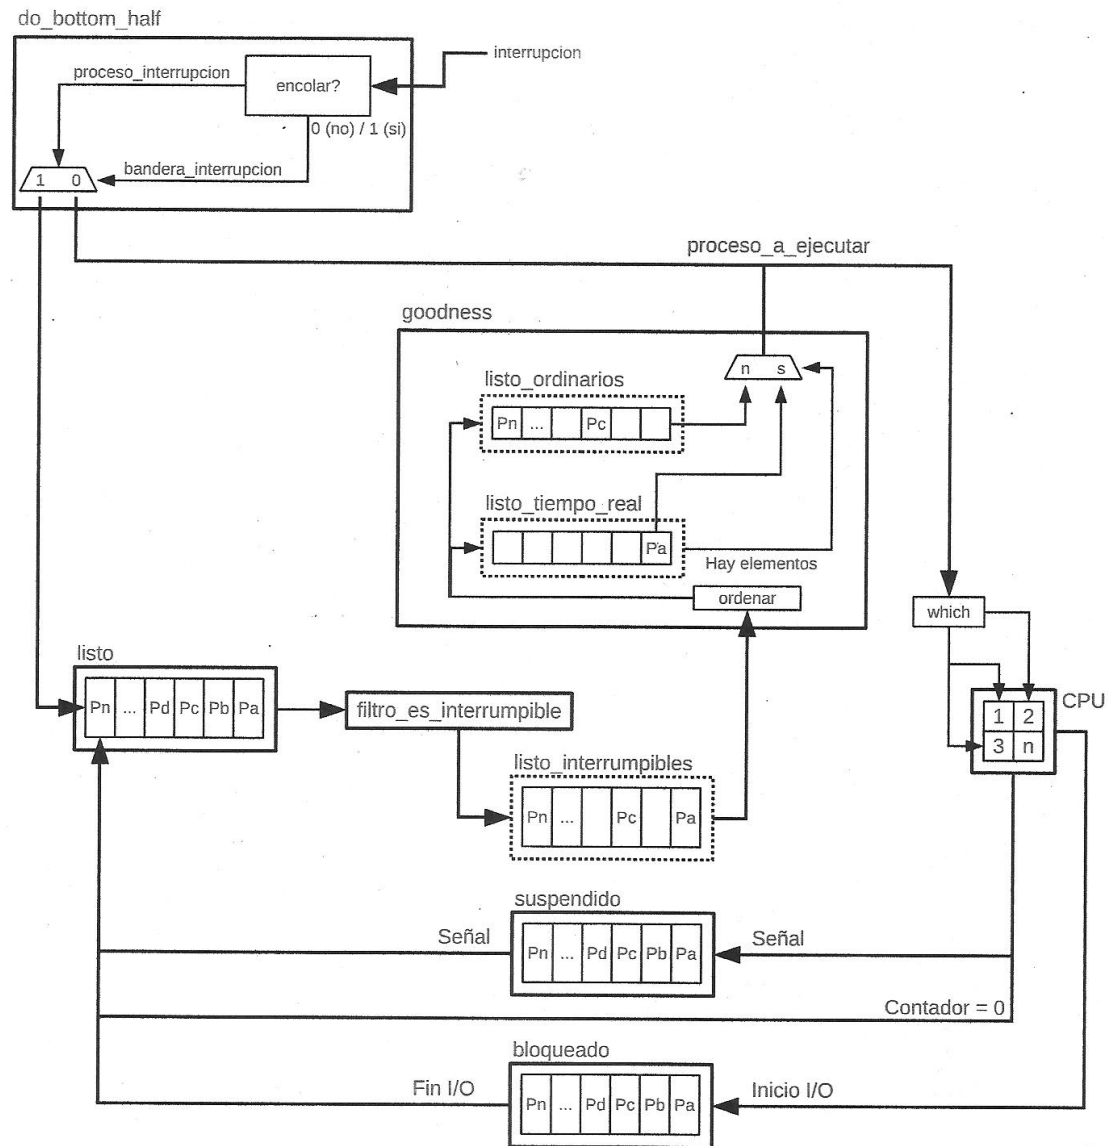 do_bottom_half
interrupcion
proceso_interrupcion
encolar?
0 (no) / 1 (si)
bandera_interrupcion
1 0
proceso_a_ejecutar
goodness
n s
listo_ordinarios
Pn ... Pc
listo_tiempo_real
Pa
Hay elementos
ordenar
which
listo
Pn ... Pd Pc Pb Pa
filtro_es_interrumpible
CPU
1 2
3 n
listo_interrumpibles
Pn ... Pc Pa
suspendido
Señal
Pn ... Pd Pc Pb Pa
Señal
Contador = 0
bloqueado
Fin I/O
Pn ... Pd Pc Pb Pa
Inicio I/O